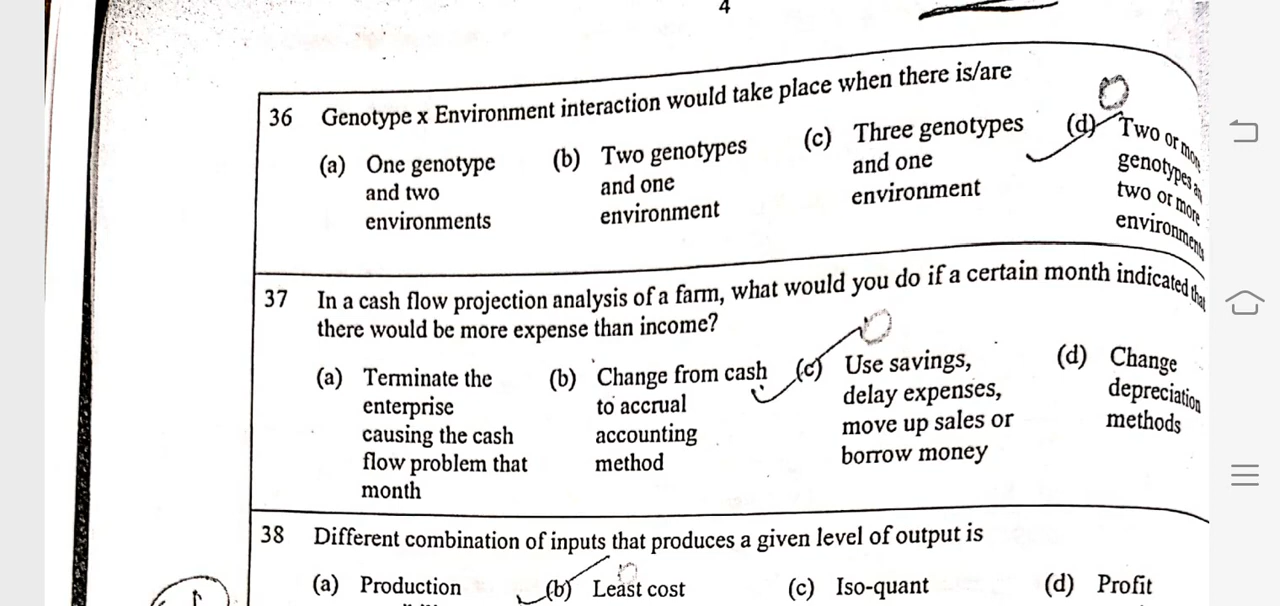 4
36 Genotype x Environment interaction would take place when there is/are
(a) One genotype (b) Two genotypes (c) Three genotypes (d) Two or more
and two and one and one genotypes
environments environment environment two or more
environments
37 In a cash flow projection analysis of a farm, what would you do if a certain month indicated that
there would be more expense than income?
(a) Terminate the (b) Change from cash (c) Use savings, (d) Change
enterprise to accrual delay expenses, depreciation
causing the cash accounting move up sales or methods
flow problem that method borrow money
month
38 Different combination of inputs that produces a given level of output is
(a) Production (b) Least cost (c) Iso-quant (d) Profit